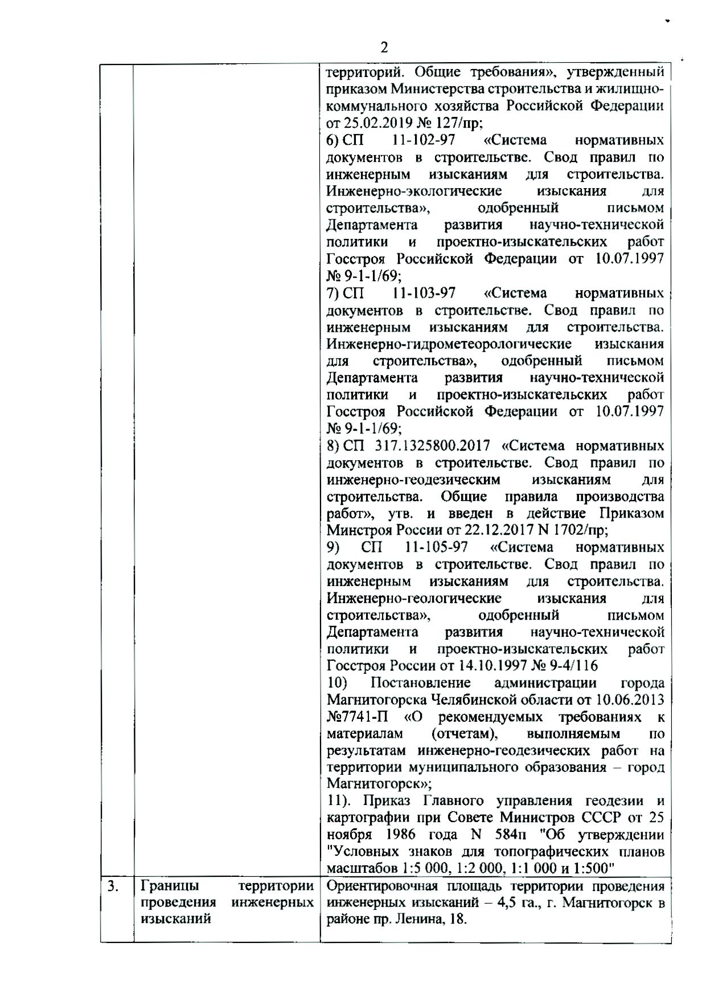 2
территорий. Общие требования», утвержденный
приказом Министерства строительства и жилищно-
коммунального хозяйства Российской Федерации
от 25.02.2019 № 127/пр;
6) СП 11-102-97 «Система нормативных
документов в строительстве. Свод правил по
инженерным изысканиям для строительства.
Инженерно-экологические изыскания для
строительства», одобренный письмом
Департамента развития научно-технической
политики и проектно-изыскательских работ
Госстроя Российской Федерации от 10.07.1997
№ 9-1-1/69;
7) СП 11-103-97 «Система нормативных
документов в строительстве. Свод правил по
инженерным изысканиям для строительства.
Инженерно-гидрометеорологические изыскания
для строительства», одобренный письмом
Департамента развития научно-технической
политики и проектно-изыскательских работ
Госстроя Российской Федерации от 10.07.1997
№ 9-1-1/69;
8) СП 317.1325800.2017 «Система нормативных
документов в строительстве. Свод правил по
инженерно-геодезическим изысканиям для
строительства. Общие правила производства
работ», утв. и введен в действие Приказом
Минстроя России от 22.12.2017 N 1702/пр;
9) СП 11-105-97 «Система нормативных
документов в строительстве. Свод правил по
инженерным изысканиям для строительства.
Инженерно-геологические изыскания для
строительства», одобренный письмом
Департамента развития научно-технической
политики и проектно-изыскательских работ
Госстроя России от 14.10.1997 № 9-4/116
10) Постановление администрации города
Магнитогорска Челябинской области от 10.06.2013
№7741-П «О рекомендуемых требованиях к
материалам (отчетам), выполняемым по
результатам инженерно-геодезических работ на
территории муниципального образования – город
Магнитогорск»;
11). Приказ Главного управления геодезии и
картографии при Совете Министров СССР от 25
ноября 1986 года N 584п "Об утверждении
"Условных знаков для топографических планов
масштабов 1:5 000, 1:2 000, 1:1 000 и 1:500"
3.
Границы территории
проведения инженерных
изысканий
Ориентировочная площадь территории проведения
инженерных изысканий – 4,5 га., г. Магнитогорск в
районе пр. Ленина, 18.